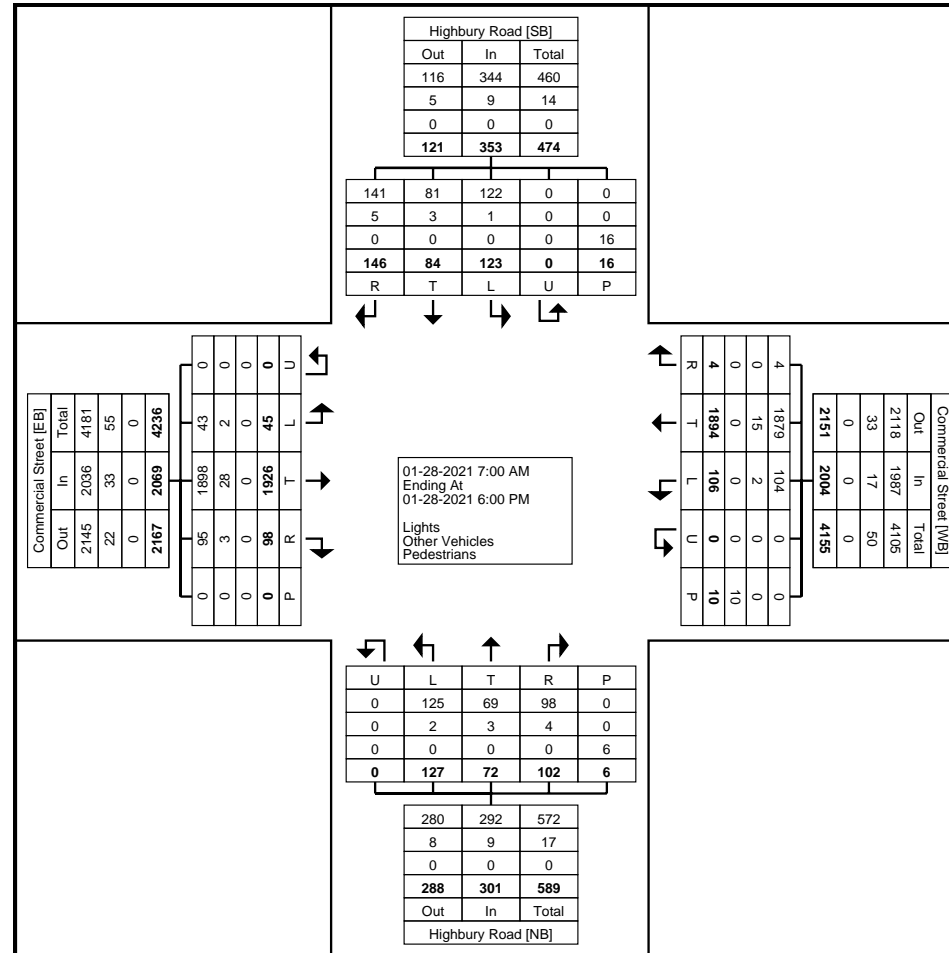 Highbury Road [SB]
Out In Total
116 344 460
5 9 14
0 0 0
121 353 474
141 81 122 0 0
5 3 1 0 0
0 0 0 0 16
146 84 123 0 16
R T L U P
Commercial Street [EB]
Total In Out
4181 2036 2145
55 33 22
0 0 0
4236 2069 2167
0 43 1898 95 0
0 2 28 3 0
0 0 0 0 0
0 45 1926 98 0
U L T R P
01-28-2021 7:00 AM
Ending At
01-28-2021 6:00 PM
Lights
Other Vehicles
Pedestrians
R T L U P
4 1894 106 0 10
0 0 0 0 10
0 15 2 0 0
4 1879 104 0 0
2151 2004 4155
0 0 0
33 17 50
2118 1987 4105
Out In Total
Commercial Street [WB]
U L T R P
0 125 69 98 0
0 2 3 4 0
0 0 0 0 6
0 127 72 102 6
280 292 572
8 9 17
0 0 0
288 301 589
Out In Total
Highbury Road [NB]